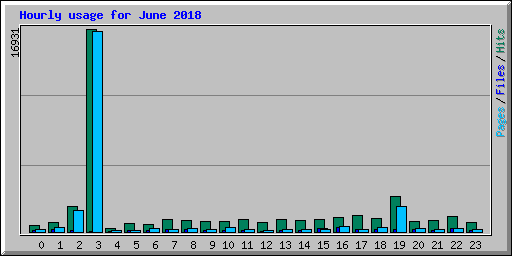 Hourly usage for June 2018
16931
Pages/Files/Hits
0 1 2 3 4 5 6 7 8 9 10 11 12 13 14 15 16 17 18 19 20 21 22 23